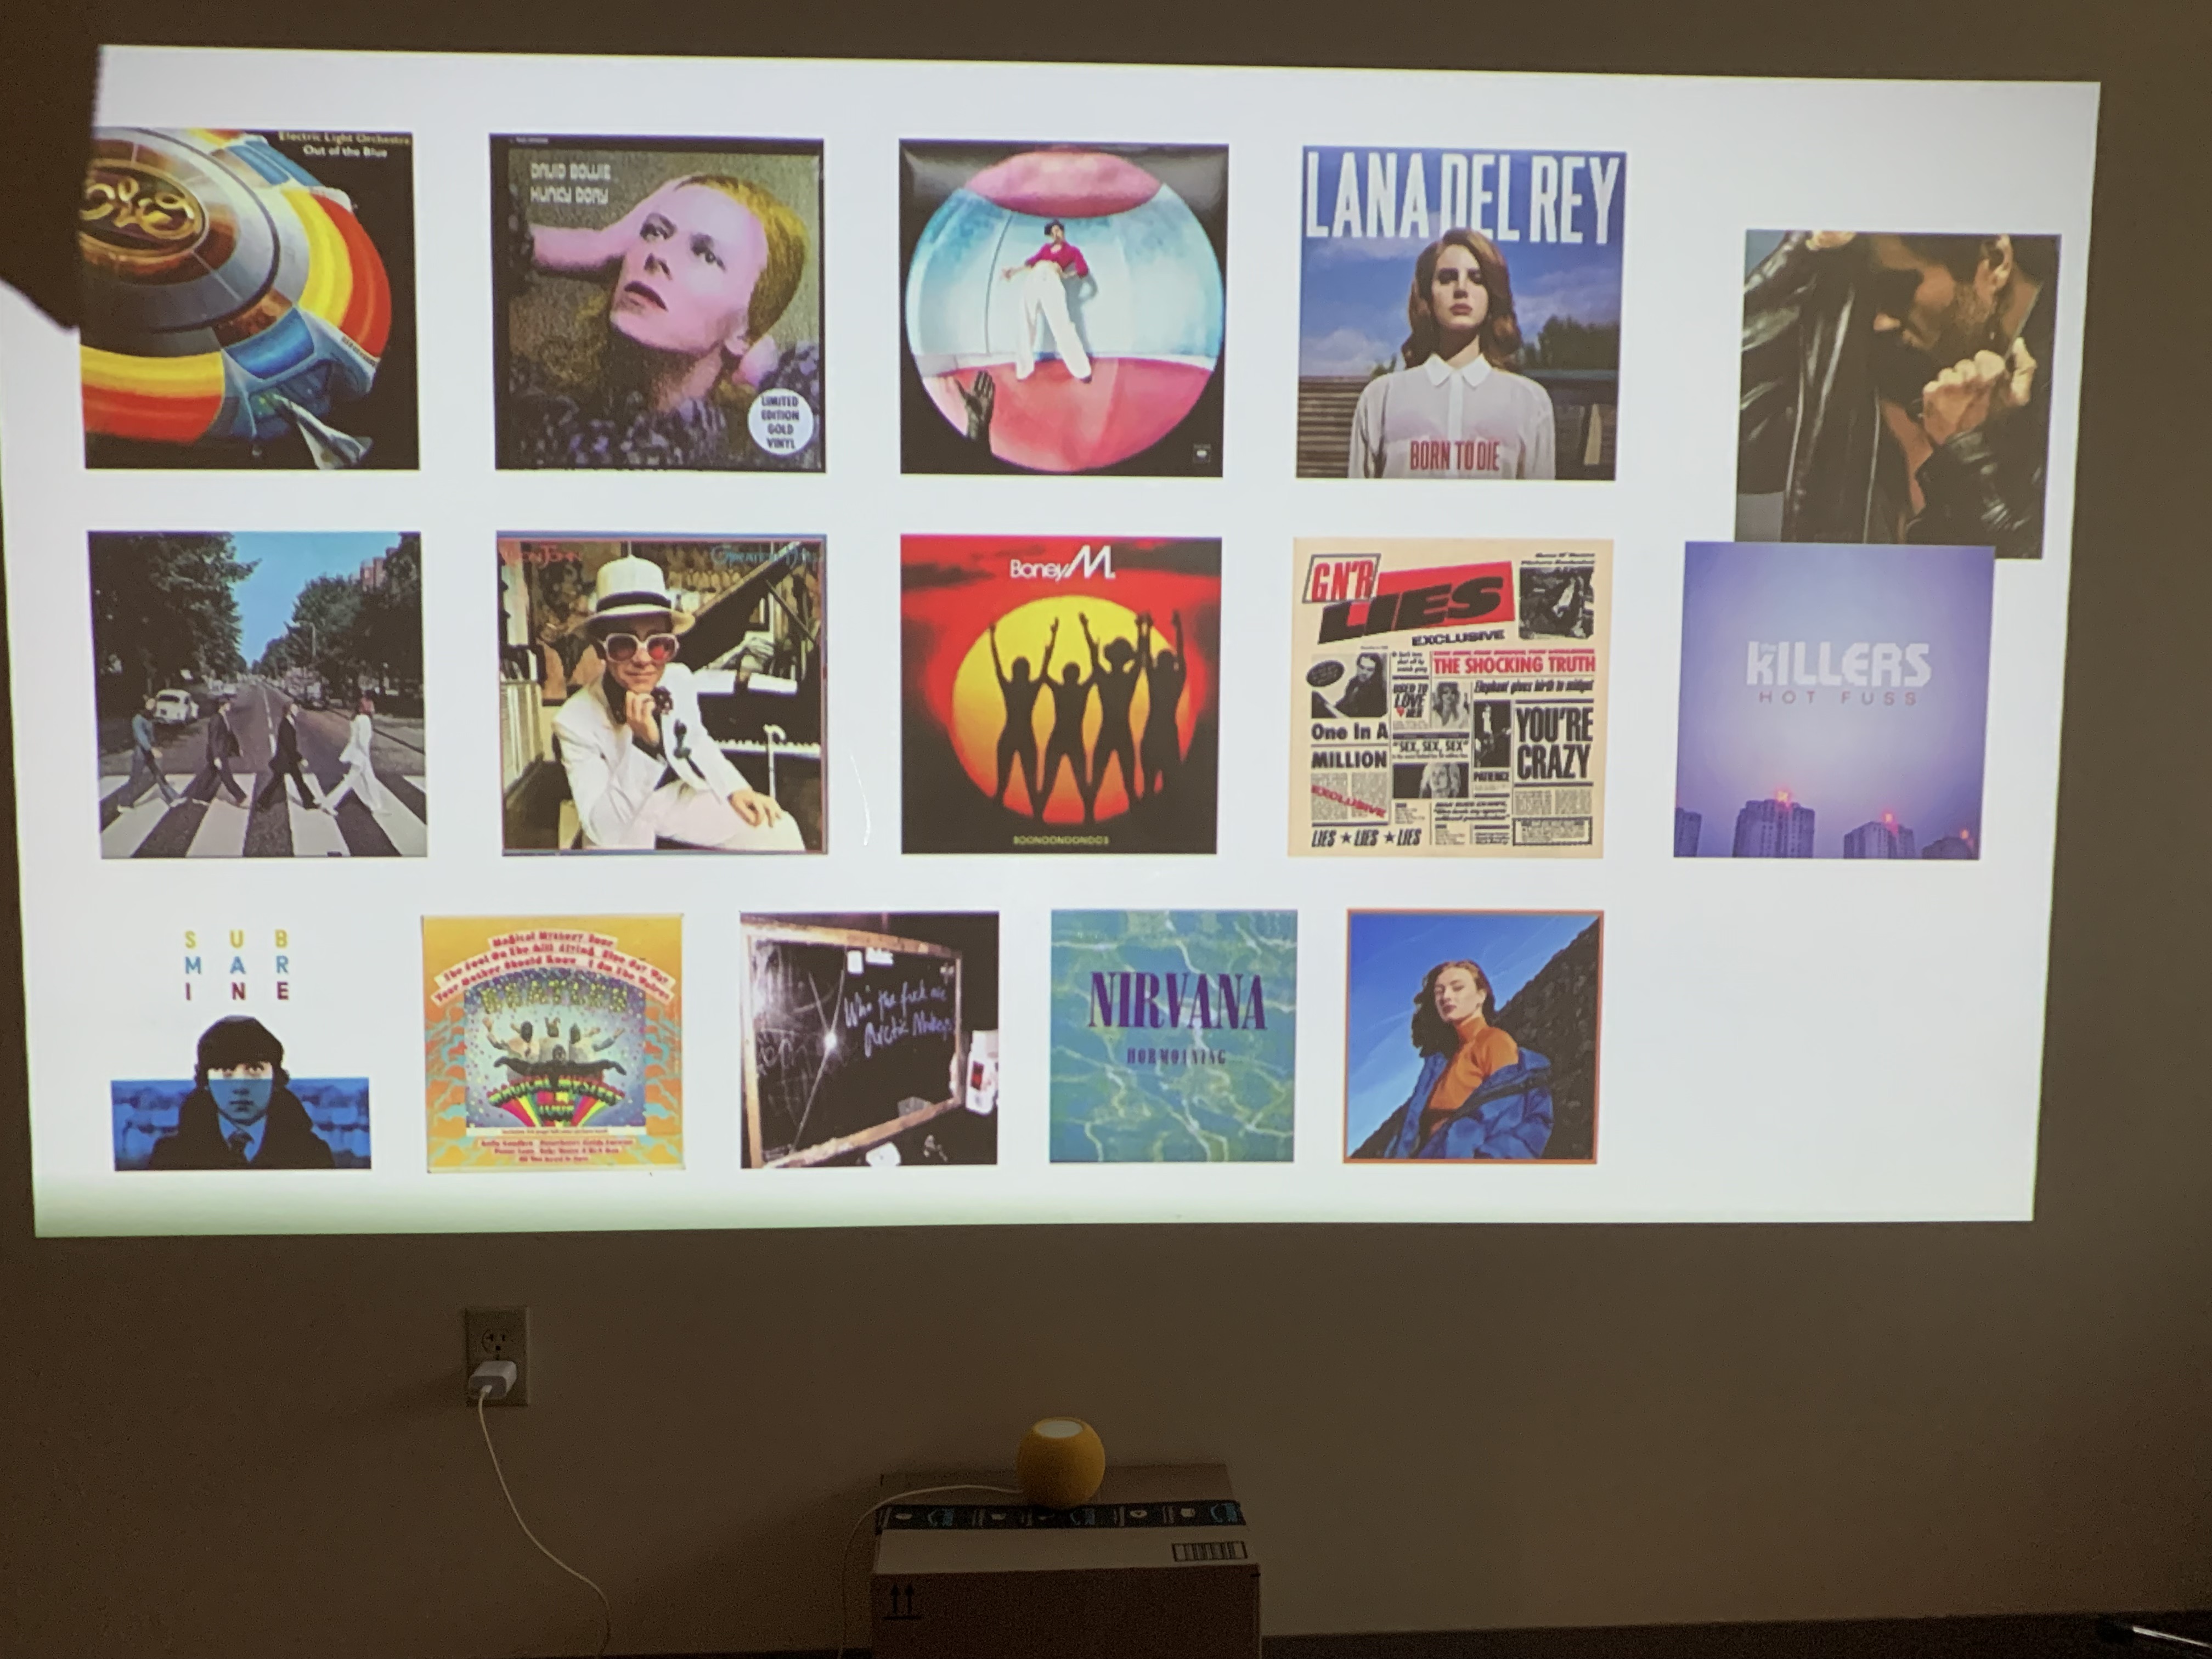 Electric Light Orchestra
Out of the Blue
DAVID BOWIE
HUNKY DORY
LIMITED
EDITION
GOLD
VINYL
LANA DEL REY
BORN TO DIE
GREATEST HITS
Boney M.
BOONOONOONOOS
GN'R
LIES
EXCLUSIVE
Guns N' Roses
THE SHOCKING TRUTH
Elephant gives birth to midget
USED TO
LOVE
HER
One In A
MILLION
"SEX, SEX, SEX"
PATIENCE
YOU'RE
CRAZY
EXCLUSIVE
LIES ★ LIES ★ LIES
THE
KILLERS
HOT FUSS
S U B
M A R
I N E
Magical Mystery Tour
The Fool On The Hill Flying Blue Jay Way
Your Mother Should Know I Am The Walrus
BEATLES
MAGICAL MYSTERY
TOUR
Hello Goodbye Strawberry Fields Forever
Penny Lane Baby You're A Rich Man
All You Need Is Love
Who the fuck are
Arctic Monkeys
NIRVANA
HORMOANING